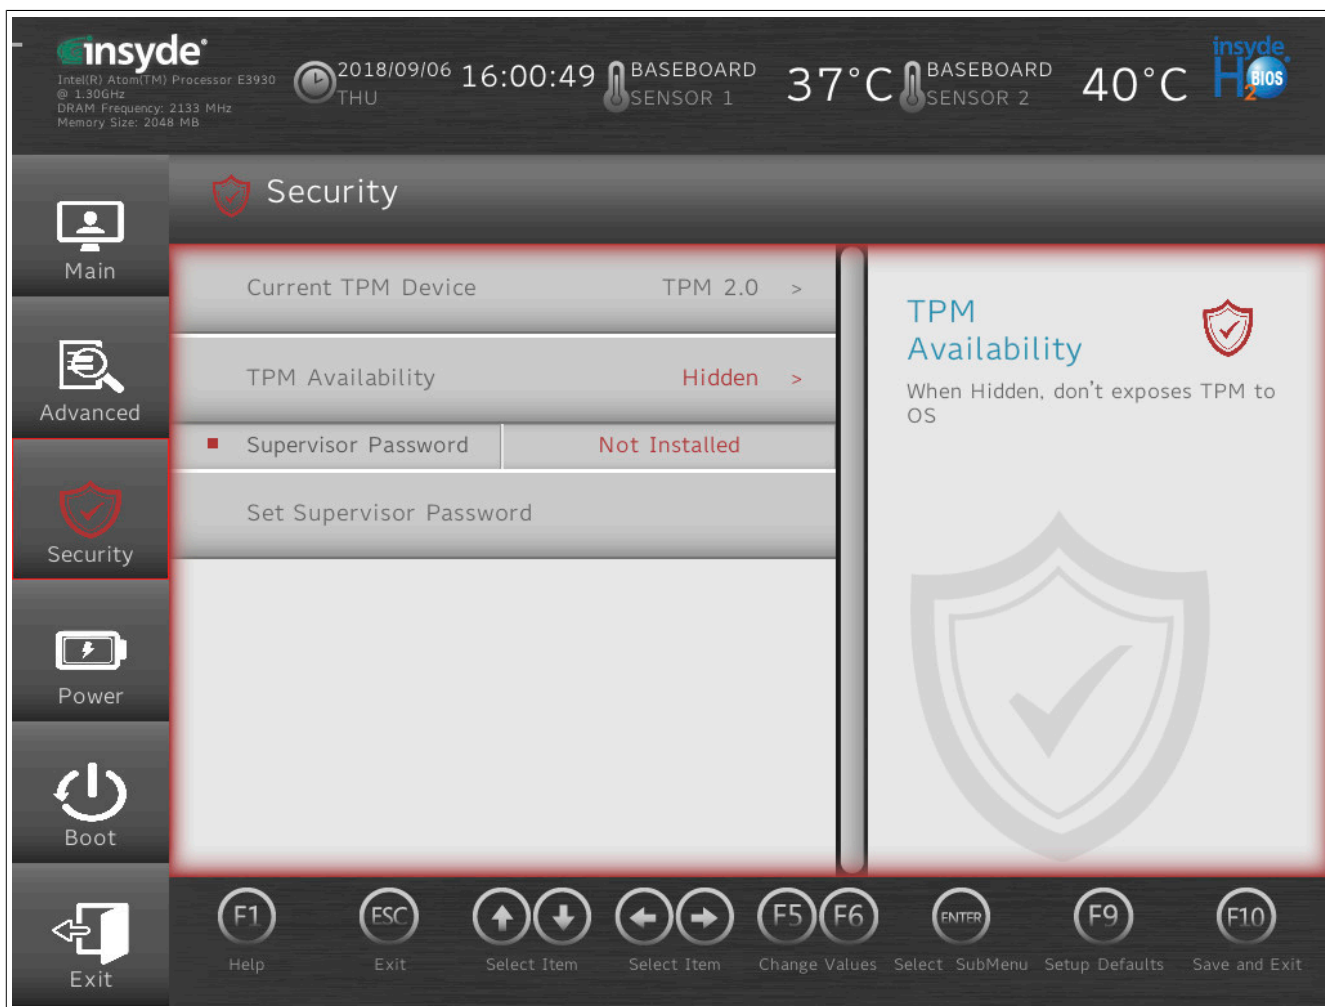 insyde
Intel(R) Atom(TM) Processor E3930
@ 1.30GHz
DRAM Frequency: 2133 MHz
Memory Size: 2048 MB
2018/09/06
THU
16:00:49
BASEBOARD
SENSOR 1
37°C
BASEBOARD
SENSOR 2
40°C
insyde
H2BIOS
Main
Advanced
Security
Power
Boot
Exit
Security
Current TPM Device TPM 2.0 >
TPM Availability Hidden >
Supervisor Password Not Installed
Set Supervisor Password
TPM
Availability
When Hidden, don't exposes TPM to
OS
F1 ESC F5 F6 ENTER F9 F10
Help Exit Select Item Select Item Change Values Select SubMenu Setup Defaults Save and Exit